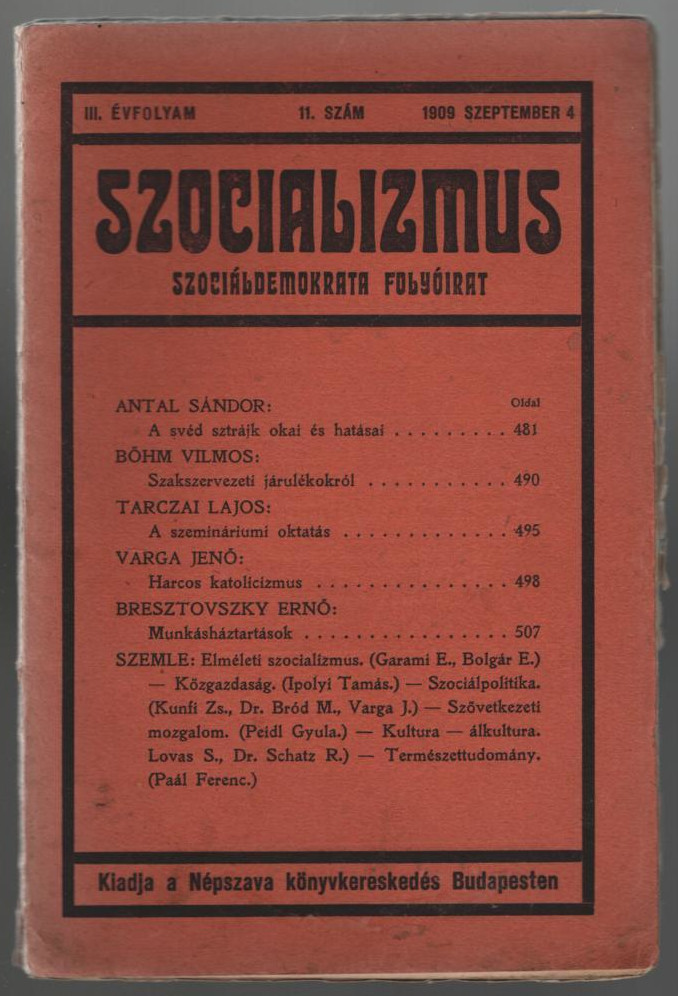 III. ÉVFOLYAM 11. SZÁM 1909 SZEPTEMBER 4
SZOCIALIZMUS
SZOCIÁLDEMOKRATA FOLYÓIRAT
ANTAL SÁNDOR: Oldal
A svéd sztrájk okai és hatásai . . . . . . . . . 481
BÖHM VILMOS:
Szakszervezeti járulékokról . . . . . . . . . . . 490
TARCZAI LAJOS:
A szemináriumi oktatás . . . . . . . . . . . . . 495
VARGA JENŐ:
Harcos katolicizmus . . . . . . . . . . . . . . . 498
BRESZTOVSZKY ERNŐ:
Munkásháztartások . . . . . . . . . . . . . . . . 507
SZEMLE: Elméleti szocializmus. (Garami E., Bolgár E.)
— Közgazdaság. (Ipolyi Tamás.) — Szociálpolitika.
(Kunfi Zs., Dr. Bród M., Varga J.) — Szövetkezeti
mozgalom. (Peidl Gyula.) — Kultura — álkultura.
Lovas S., Dr. Schatz R.) — Természettudomány.
(Paál Ferenc.)
Kiadja a Népszava könyvkereskedés Budapesten